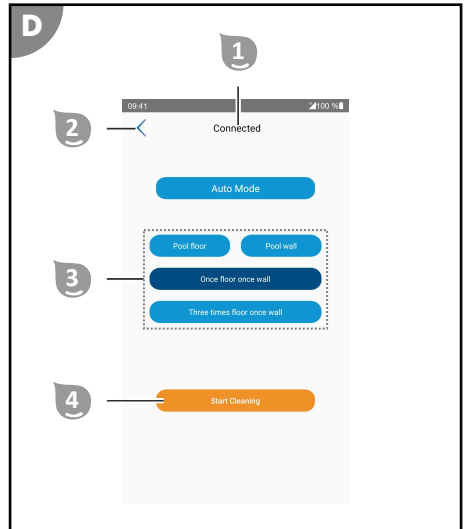 D
1
09:41 100 %
2
Connected
Auto Mode
Pool floor Pool wall
3
Once floor once wall
Three times floor once wall
4
Start Cleaning